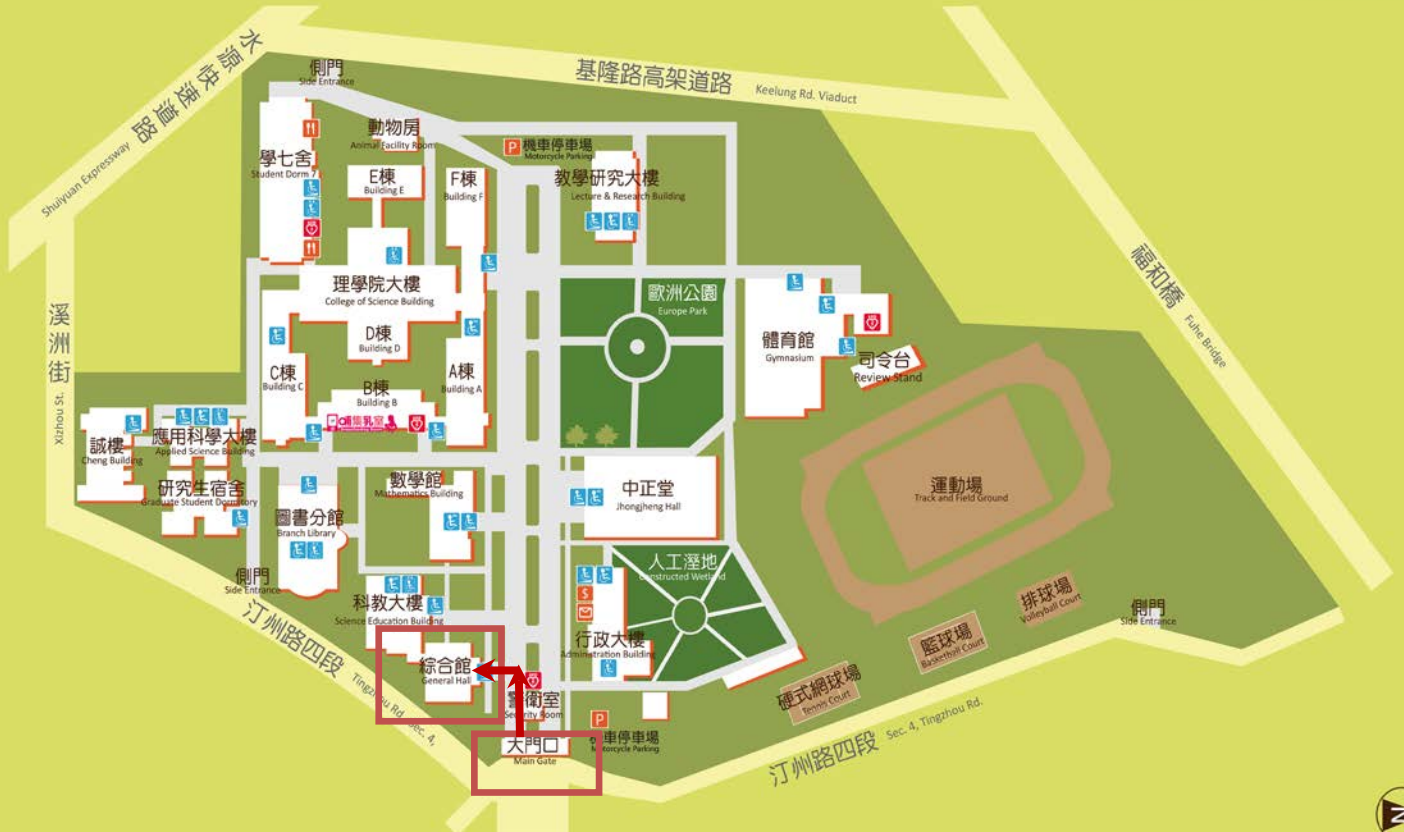 水源快速道路
Shuiyuan Expressway
側門
Side Entrance
基隆路高架道路
Keelung Rd. Viaduct
動物房
Animal Facility Room
P
機車停車場
Motorcycle Parking
學七舍
Student Dorm 7
E棟
Building E
F棟
Building F
教學研究大樓
Lecture & Research Building
福和橋
Fuhe Bridge
理學院大樓
College of Science Building
歐洲公園
Europe Park
溪洲街
Xizhou St.
D棟
Building D
體育館
Gymnasium
司令台
Review Stand
C棟
Building C
A棟
Building A
B棟
Building B
集乳室
誠樓
Cheng Building
應用科學大樓
Applied Science Building
研究生宿舍
Graduate Student Dormitory
數學館
Mathematics Building
中正堂
Jhongjheng Hall
運動場
Track and Field Ground
圖書分館
Branch Library
人工溼地
Constructed Wetland
側門
Side Entrance
科教大樓
Science Education Building
$
行政大樓
Administration Building
排球場
Volleyball Court
籃球場
Basketball Court
側門
Side Entrance
汀州路四段
Tingzhou Rd. Sec. 4,
綜合館
General Hall
硬式網球場
Tennis Court
警衛室
Security Room
P
機車停車場
Motorcycle Parking
大門口
Main Gate
汀州路四段
Sec. 4, Tingzhou Rd.
N